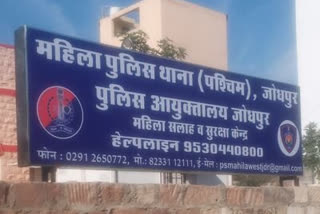 महिला पुलिस थाना (पश्चिम), जोधपुर
पुलिस आयुक्तालय जोधपुर
महिला सलाह व सुरक्षा केन्द्र
हेल्पलाइन 9530440800
फोन : 0291 2650772, मो.: 82331 12111, ई-मेल : psmahilawestjdr@gmail.com